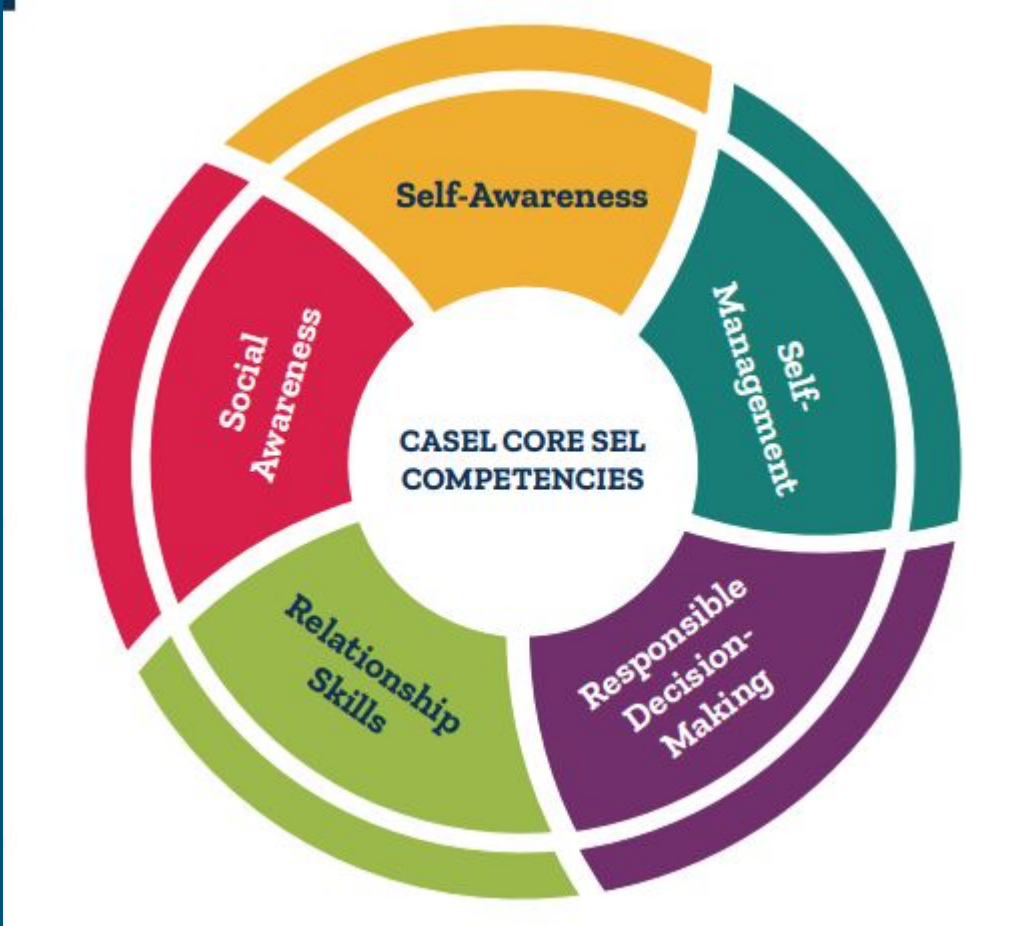 Self-Awareness
Self-
Management
Responsible
Decision-
Making
Relationship
Skills
Social
Awareness
CASEL CORE SEL
COMPETENCIES